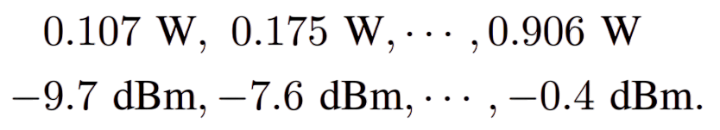 0.107 W, 0.175 W, ⋯ , 0.906 W
−9.7 dBm, −7.6 dBm, ⋯ , −0.4 dBm.